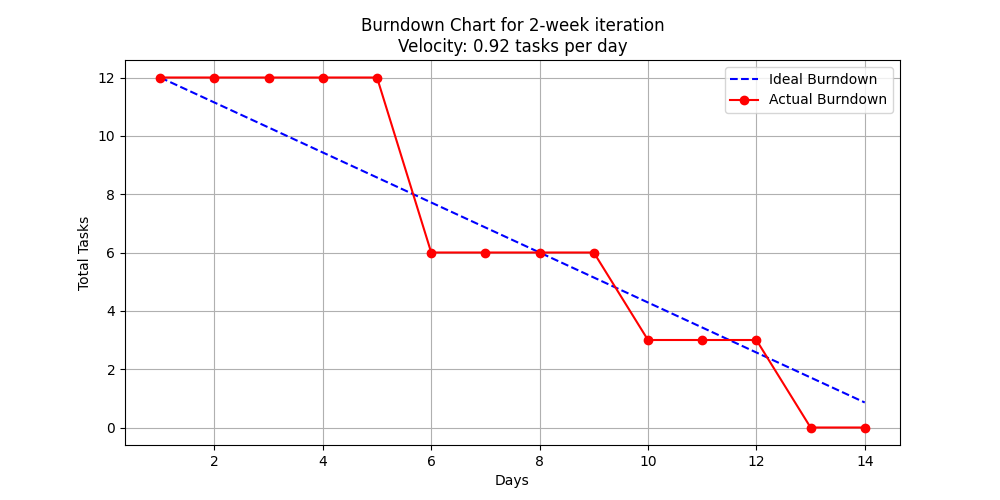 Burndown Chart for 2-week iteration
Velocity: 0.92 tasks per day
Ideal Burndown
Actual Burndown
12
10
8
6
4
2
0
Total Tasks
2 4 6 8 10 12 14
Days